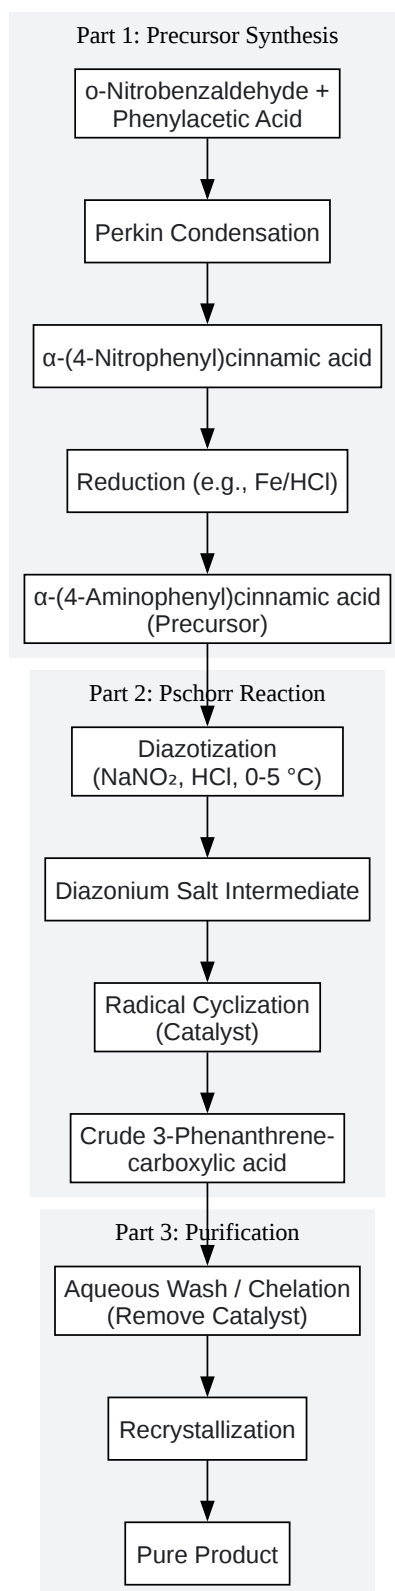 Part 1: Precursor Synthesis
o-Nitrobenzaldehyde +
Phenylacetic Acid
Perkin Condensation
α-(4-Nitrophenyl)cinnamic acid
Reduction (e.g., Fe/HCl)
α-(4-Aminophenyl)cinnamic acid
(Precursor)
Part 2: Pschorr Reaction
Diazotization
(NaNO₂, HCl, 0-5 °C)
Diazonium Salt Intermediate
Radical Cyclization
(Catalyst)
Crude 3-Phenanthrene-
carboxylic acid
Part 3: Purification
Aqueous Wash / Chelation
(Remove Catalyst)
Recrystallization
Pure Product